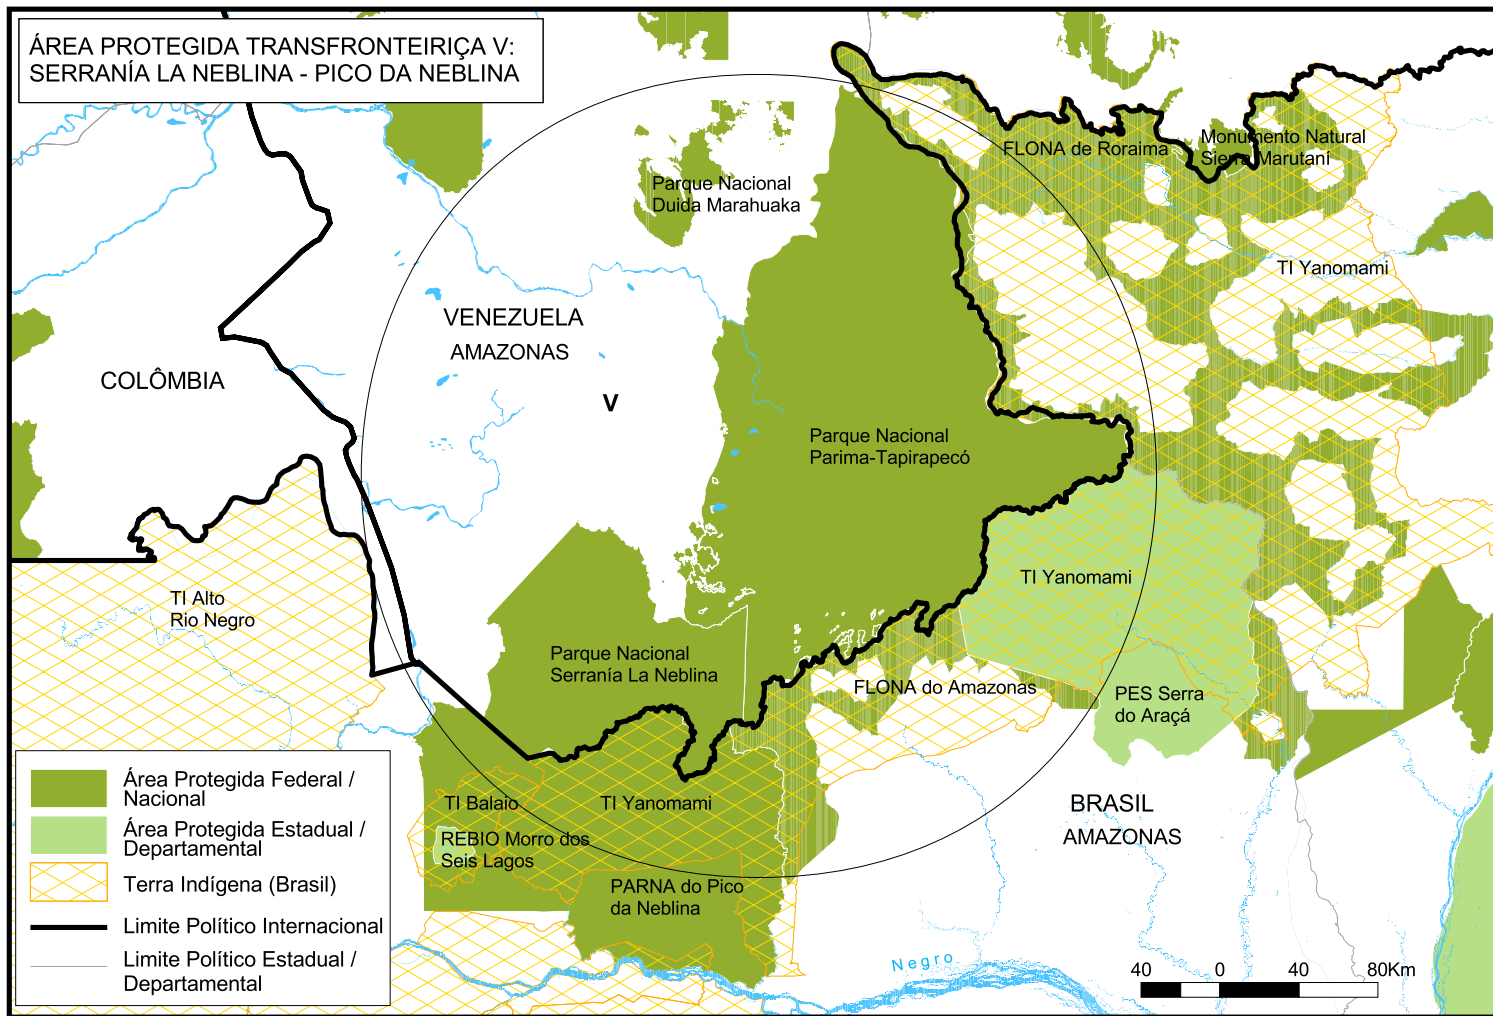 ÁREA PROTEGIDA TRANSFRONTEIRIÇA V:
SERRANÍA LA NEBLINA - PICO DA NEBLINA
Parque Nacional
Duida Marahuaka
FLONA de Roraima
Monumento Natural
Sierra Marutaní
TI Yanomami
VENEZUELA
AMAZONAS
V
COLÔMBIA
Parque Nacional
Parima-Tapirapecó
TI Yanomami
TI Alto
Rio Negro
Parque Nacional
Serranía La Neblina
FLONA do Amazonas
PES Serra
do Araçá
TI Balaio
TI Yanomami
REBIO Morro dos
Seis Lagos
PARNA do Pico
da Neblina
BRASIL
AMAZONAS
Negro
Área Protegida Federal /
Nacional
Área Protegida Estadual /
Departamental
Terra Indígena (Brasil)
Limite Político Internacional
Limite Político Estadual /
Departamental
40 0 40 80Km